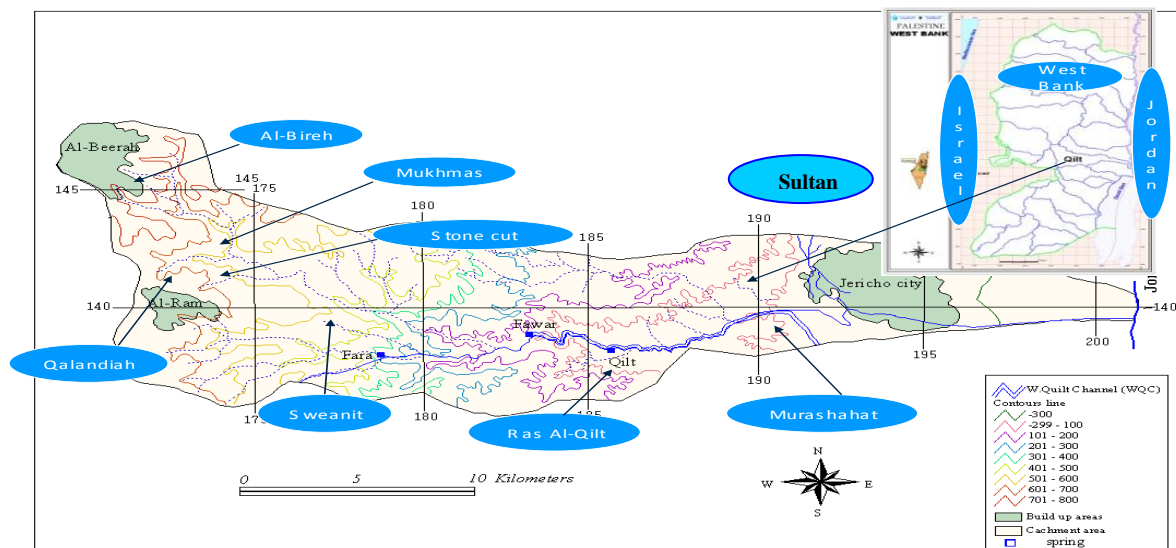 PALESTINE
WEST BANK
West
Bank
Israel
Jordan
Qilt
Al-Bireh
Al-Beerah
Mukhmas
Sultan
145
145
175
180
190
Stone cut
185
Jericho city
Al-Ram
140
140
Fawar
200
195
Qalandiah
Fara
Qilt
190
175
180
185
Sweanit
Ras Al-Qilt
Murashahat
0 5 10 Kilometers
N
W E
S
W.Quilt Channel (WQC)
Contours line
-300
-299 - 100
101 - 200
201 - 300
301 - 400
401 - 500
501 - 600
601 - 700
701 - 800
Build up areas
Cachment area
spring